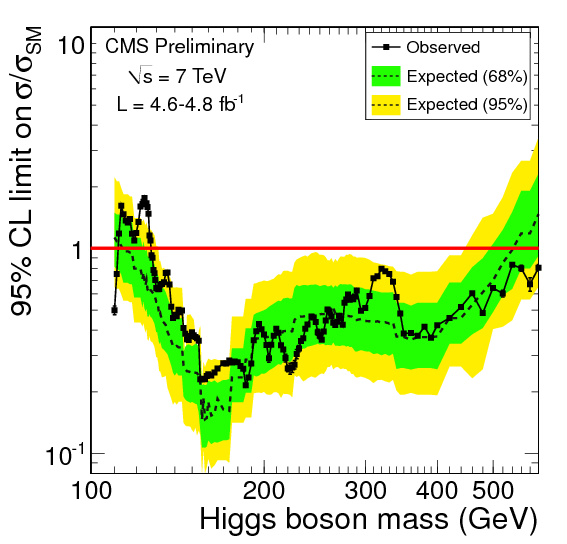 10
CMS Preliminary
√s = 7 TeV
L = 4.6-4.8 fb⁻¹
Observed
Expected (68%)
Expected (95%)
95% CL limit on σ/σSM
1
10⁻¹
100 200 300 400 500
Higgs boson mass (GeV)